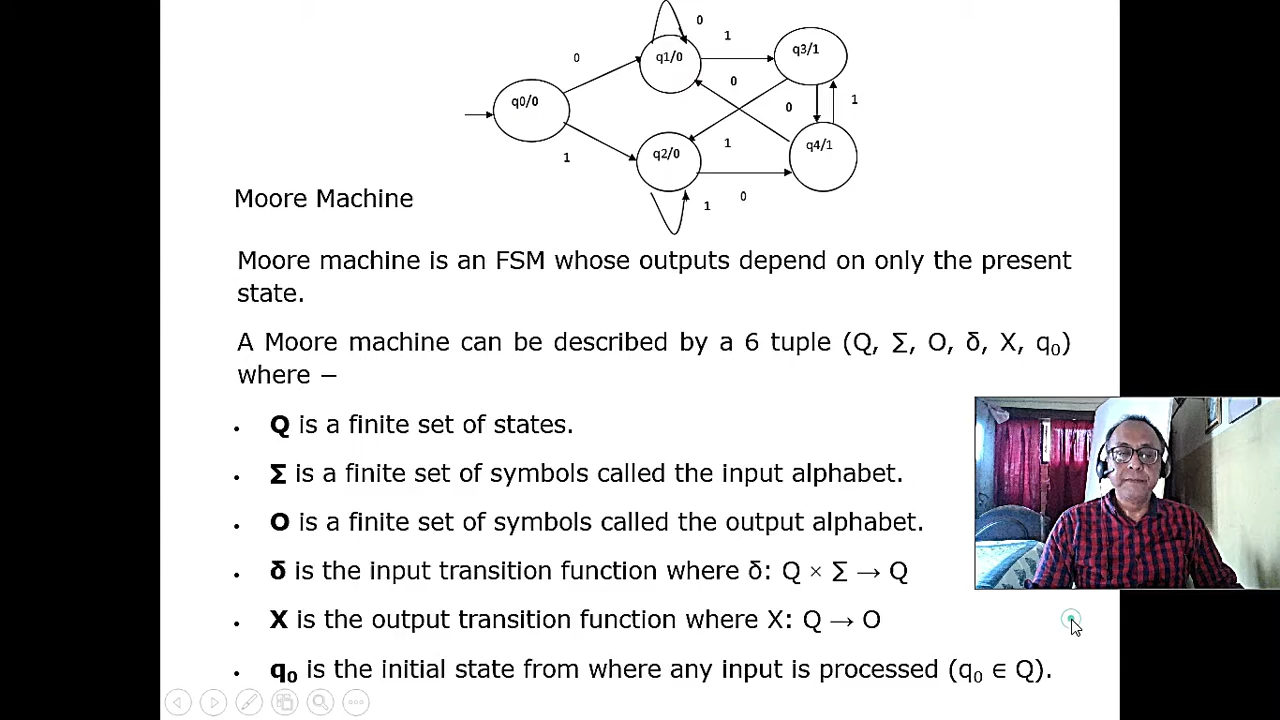 0
1
q3/1
q1/0
0
0
q0/0
0
1
1
q4/1
q2/0
1
0
1
Moore Machine
Moore machine is an FSM whose outputs depend on only the present
state.
A Moore machine can be described by a 6 tuple (Q, Σ, O, δ, X, q₀)
where −
• Q is a finite set of states.
• Σ is a finite set of symbols called the input alphabet.
• O is a finite set of symbols called the output alphabet.
• δ is the input transition function where δ: Q × Σ → Q
• X is the output transition function where X: Q → O
• q₀ is the initial state from where any input is processed (q₀ ∈ Q).